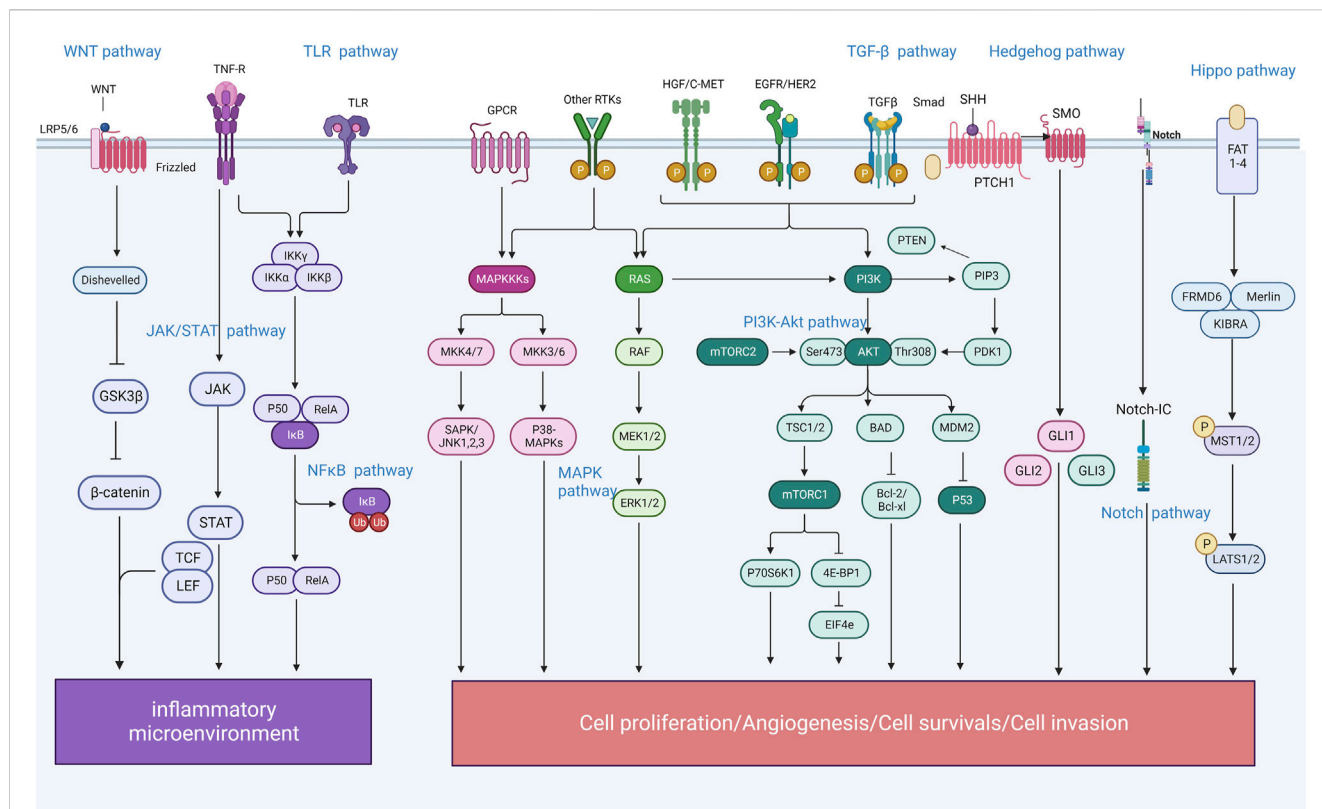 WNT pathway
TLR pathway
TGF-β pathway
Hedgehog pathway
Hippo pathway
TNF-R
WNT
TLR
LRP5/6
Frizzled
GPCR
Other RTKs
HGF/C-MET
EGFR/HER2
TGFβ
Smad
SHH
SMO
PTCH1
Notch
FAT
1-4
P
P
P
P
P
P
P
P
IKKγ
IKKα
IKKβ
Dishevelled
MAPKKKs
RAS
PI3K
PTEN
PIP3
FRMD6
Merlin
KIBRA
JAK/STAT pathway
PI3K-Akt pathway
MKK4/7
MKK3/6
RAF
mTORC2
Ser473
AKT
Thr308
PDK1
GSK3β
JAK
P50
RelA
IκB
SAPK/
JNK1,2,3
P38-
MAPKs
MEK1/2
TSC1/2
BAD
MDM2
Notch-IC
GLI1
GLI2
GLI3
P
MST1/2
NFκB pathway
MAPK
pathway
β-catenin
IκB
Ub
Ub
ERK1/2
mTORC1
Bcl-2/
Bcl-xl
P53
Notch pathway
STAT
TCF
LEF
P50
RelA
P70S6K1
4E-BP1
EIF4e
P
LATS1/2
inflammatory
microenvironment
Cell proliferation/Angiogenesis/Cell survivals/Cell invasion